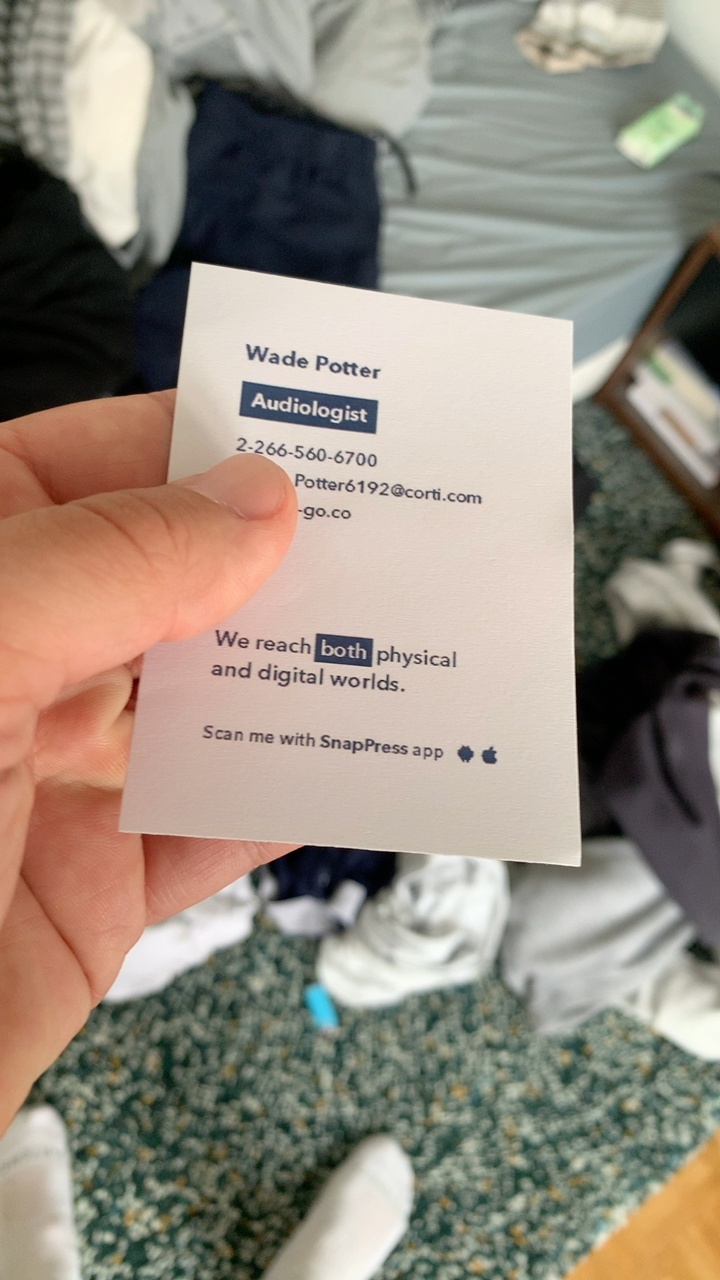 Wade Potter
Audiologist
2-266-560-6700
Potter6192@corti.com
-go.co
We reach both physical
and digital worlds.
Scan me with SnapPress app